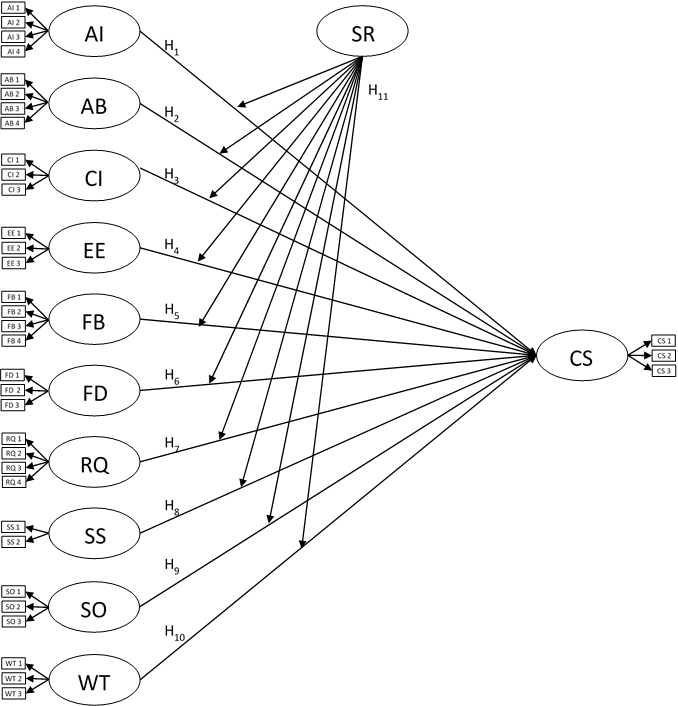 AI 1
AI 2
AI 3
AI 4
AI
H1
SR
H11
AB 1
AB 2
AB 3
AB 4
AB
H2
CI 1
CI 2
CI 3
CI
H3
EE 1
EE 2
EE 3
EE
H4
FB 1
FB 2
FB 3
FB 4
FB
H5
CS
CS 1
CS 2
CS 3
FD 1
FD 2
FD 3
FD
H6
RQ 1
RQ 2
RQ 3
RQ 4
RQ
H7
SS 1
SS 2
SS
H8
SO 1
SO 2
SO 3
SO
H9
WT 1
WT 2
WT 3
WT
H10